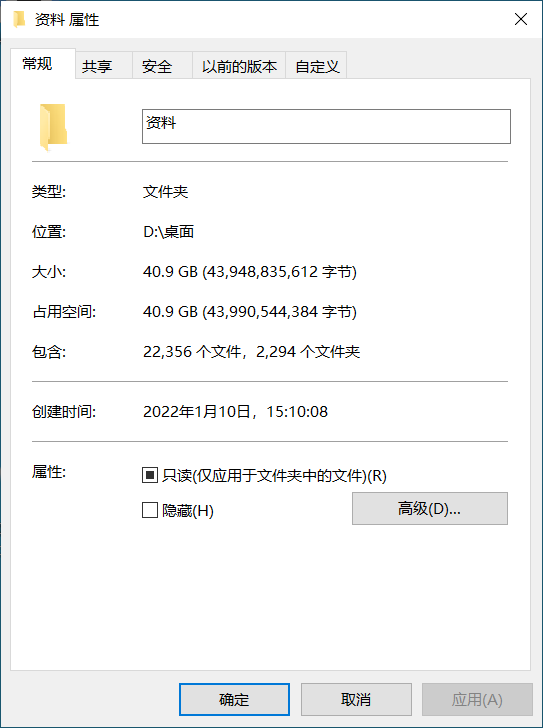 资料 属性
常规 共享 安全 以前的版本 自定义
资料
类型: 文件夹
位置: D:\桌面
大小: 40.9 GB (43,948,835,612 字节)
占用空间: 40.9 GB (43,990,544,384 字节)
包含: 22,356 个文件，2,294 个文件夹
创建时间: 2022年1月10日，15:10:08
属性: 只读(仅应用于文件夹中的文件)(R)
隐藏(H) 高级(D)...
确定 取消 应用(A)